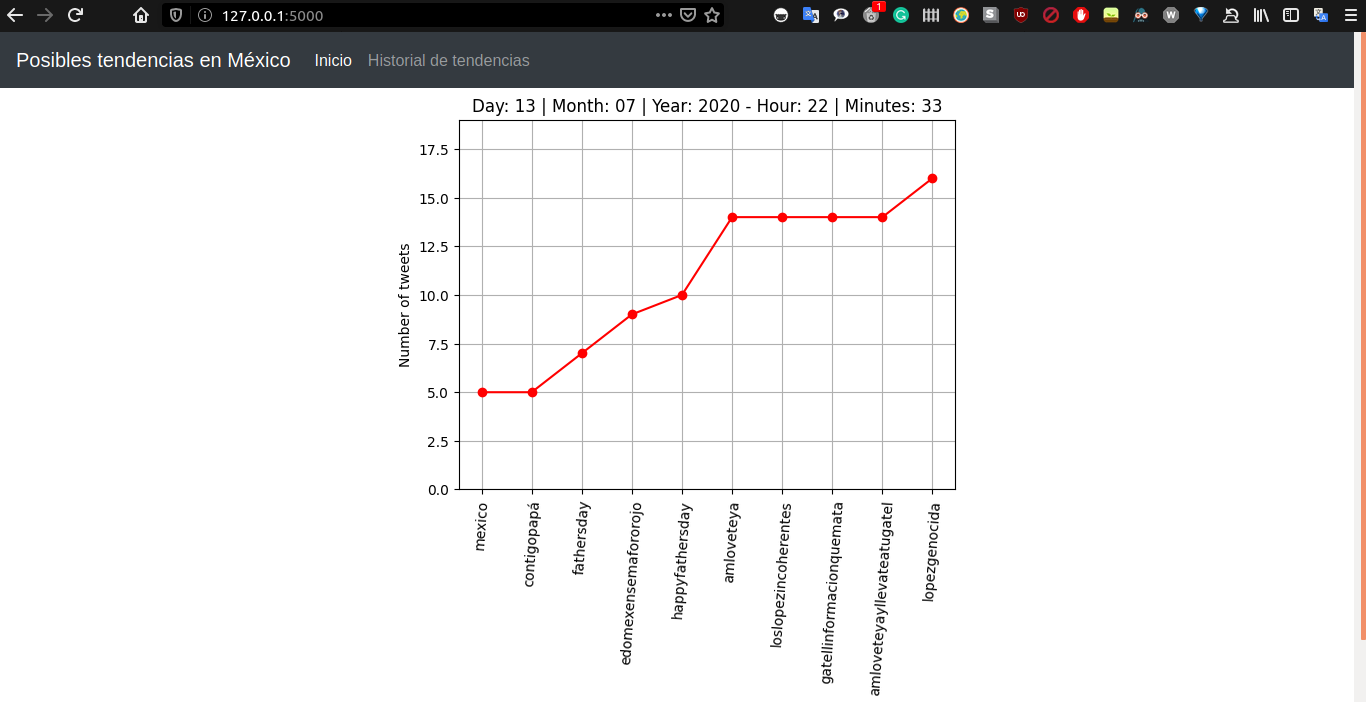 127.0.0.1:5000
1
Posibles tendencias en México Inicio Historial de tendencias
Day: 13 | Month: 07 | Year: 2020 - Hour: 22 | Minutes: 33
17.5
15.0
12.5
10.0
7.5
5.0
2.5
0.0
Number of tweets
mexico
contigopapá
fathersday
edomexensemafororojo
happyfathersday
amloveteya
loslopezincoherentes
gatellinformacionquemata
amloveteyayllevateatugatel
lopezgenocida